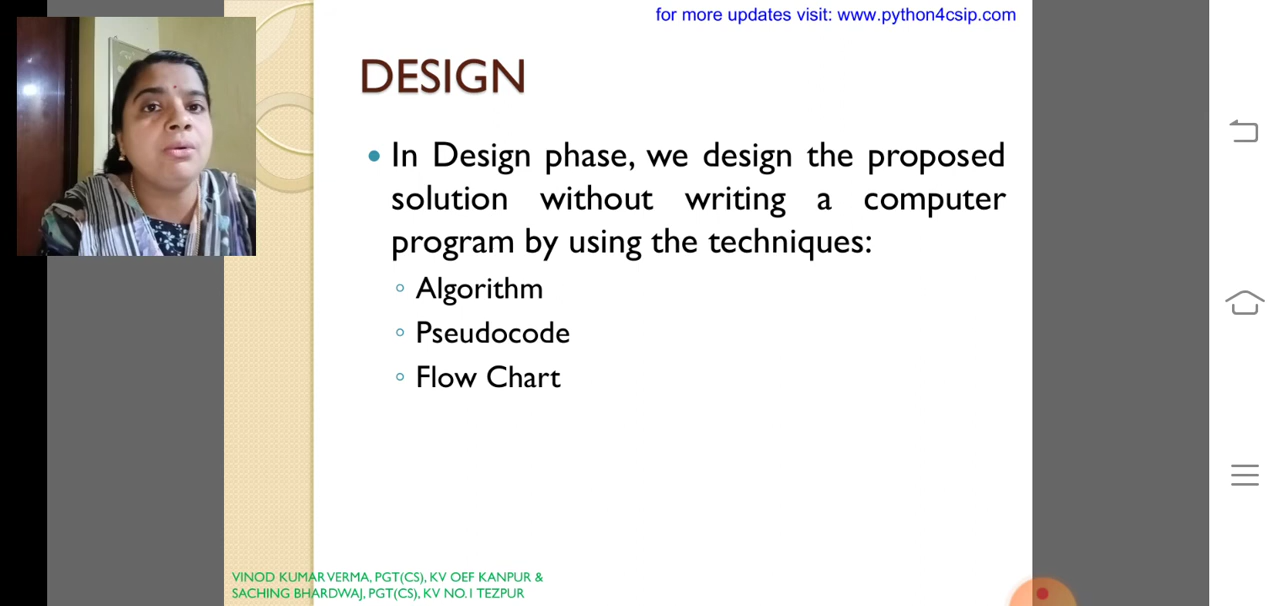 for more updates visit: www.python4csip.com
DESIGN
In Design phase, we design the proposed
solution without writing a computer
program by using the techniques:
Algorithm
Pseudocode
Flow Chart
VINOD KUMAR VERMA, PGT(CS), KV OEF KANPUR &
SACHING BHARDWAJ, PGT(CS), KV NO.1 TEZPUR